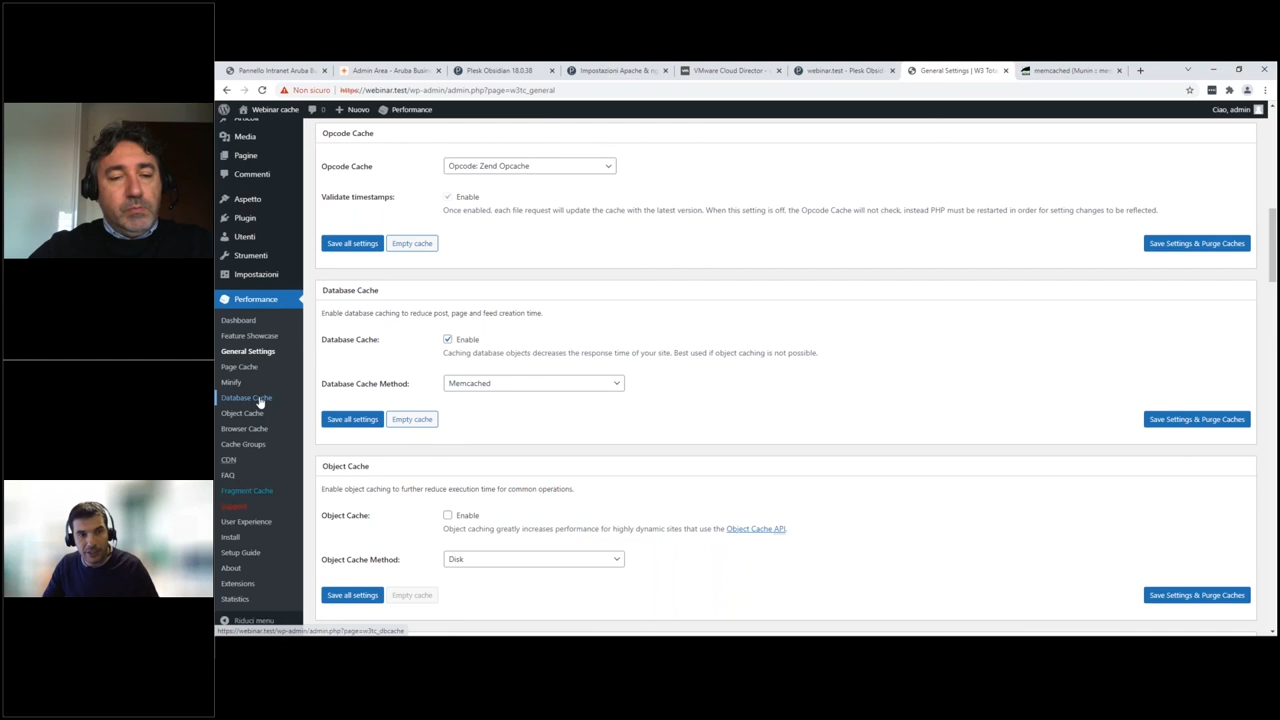 Pannello Intranet Aruba Bu
Admin Area - Aruba Busin
Plesk Obsidian 18.0.38
Impostazioni Apache & ng
VMware Cloud Director -
webinar.test - Plesk Obsidi
General Settings | W3 Tota
memcached (Munin :: mem
Non sicuro
https://webinar.test/wp-admin/admin.php?page=w3tc_general
Webinar cache
0
Nuovo
Performance
Ciao, admin
Articoli
Media
Pagine
Commenti
Aspetto
Plugin
Utenti
Strumenti
Impostazioni
Performance
Dashboard
Feature Showcase
General Settings
Page Cache
Minify
Database Cache
Object Cache
Browser Cache
Cache Groups
CDN
FAQ
Fragment Cache
Support
User Experience
Install
Setup Guide
About
Extensions
Statistics
Riduci menu
Opcode Cache
Opcode Cache
Opcode: Zend Opcache
Validate timestamps:
Enable
Once enabled, each file request will update the cache with the latest version. When this setting is off, the Opcode Cache will not check, instead PHP must be restarted in order for setting changes to be reflected.
Save all settings
Empty cache
Save Settings & Purge Caches
Database Cache
Enable database caching to reduce post, page and feed creation time.
Database Cache:
Enable
Caching database objects decreases the response time of your site. Best used if object caching is not possible.
Database Cache Method:
Memcached
Save all settings
Empty cache
Save Settings & Purge Caches
Object Cache
Enable object caching to further reduce execution time for common operations.
Object Cache:
Enable
Object caching greatly increases performance for highly dynamic sites that use the Object Cache API.
Object Cache Method:
Disk
Save all settings
Empty cache
Save Settings & Purge Caches
https://webinar.test/wp-admin/admin.php?page=w3tc_dbcache